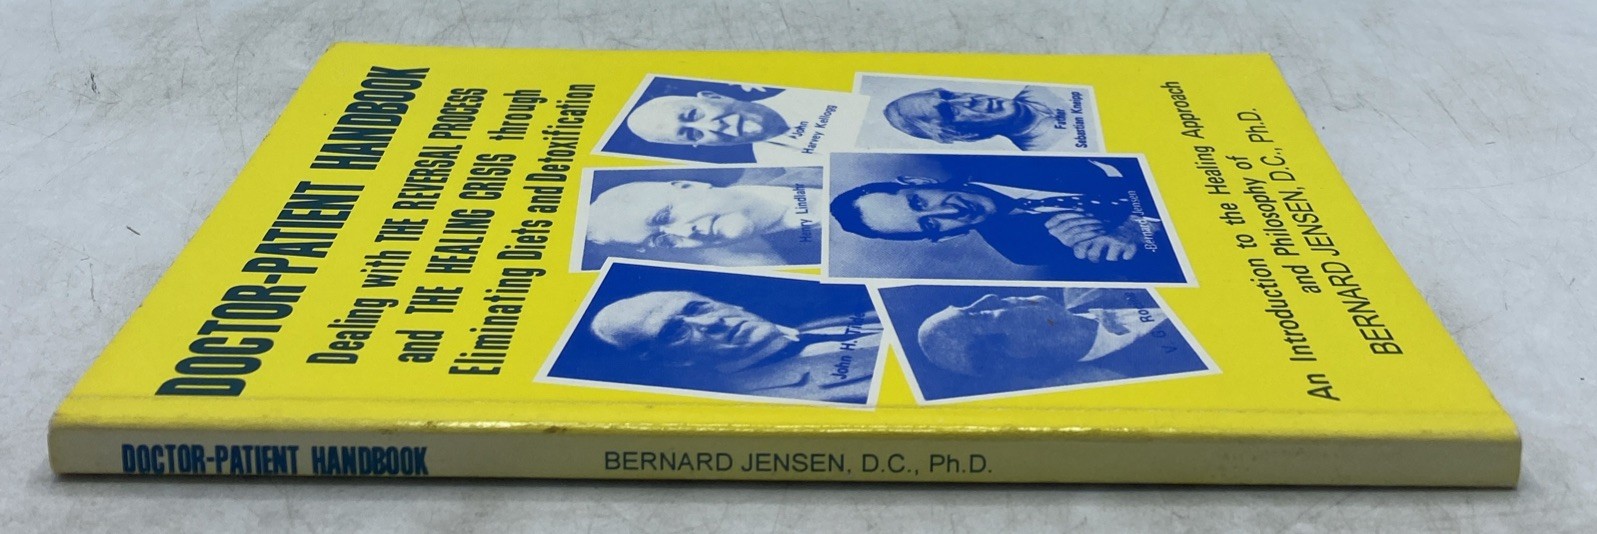 DOCTOR-PATIENT HANDBOOK
Dealing with THE REVERSAL PROCESS
and THE HEALING CRISIS through
Eliminating Diets and Detoxification
John
Harvey Kellogg
Father
Sebastian Kneipp
Henry Lindlahr
Bernard Jensen
John H.
V. G.
An Introduction to the Healing Approach
and Philosophy of
BERNARD JENSEN, D.C., Ph.D.
DOCTOR-PATIENT HANDBOOK
BERNARD JENSEN, D.C., Ph.D.